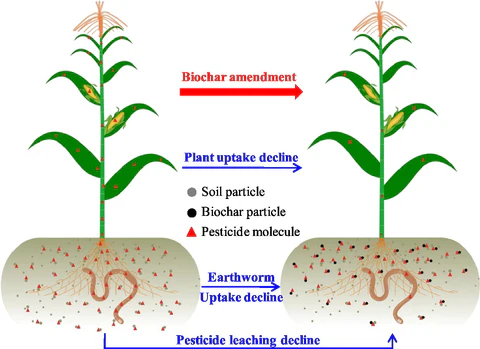 Biochar amendment
Plant uptake decline
Soil particle
Biochar particle
Pesticide molecule
Earthworm
Uptake decline
Pesticide leaching decline